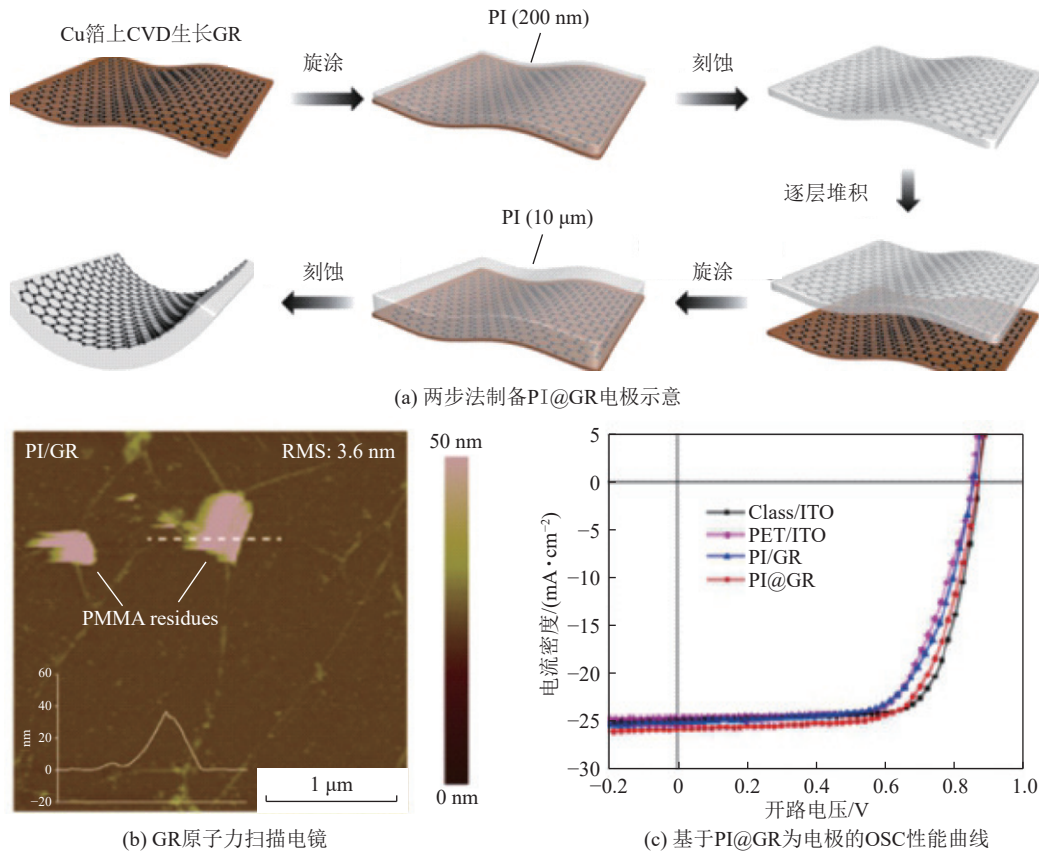 Cu箔上CVD生长GR
旋涂
PI (200 nm)
刻蚀
逐层堆积
刻蚀
PI (10 μm)
旋涂
(a) 两步法制备PI@GR电极示意
PI/GR
RMS: 3.6 nm
PMMA residues
60
40
20
0
−20
nm
1 μm
50 nm
0 nm
(b) GR原子力扫描电镜
5
0
−5
−10
−15
−20
−25
−30
电流密度/(mA·cm⁻²)
Class/ITO
PET/ITO
PI/GR
PI@GR
−0.2
0
0.2
0.4
0.6
0.8
1.0
开路电压/V
(c) 基于PI@GR为电极的OSC性能曲线